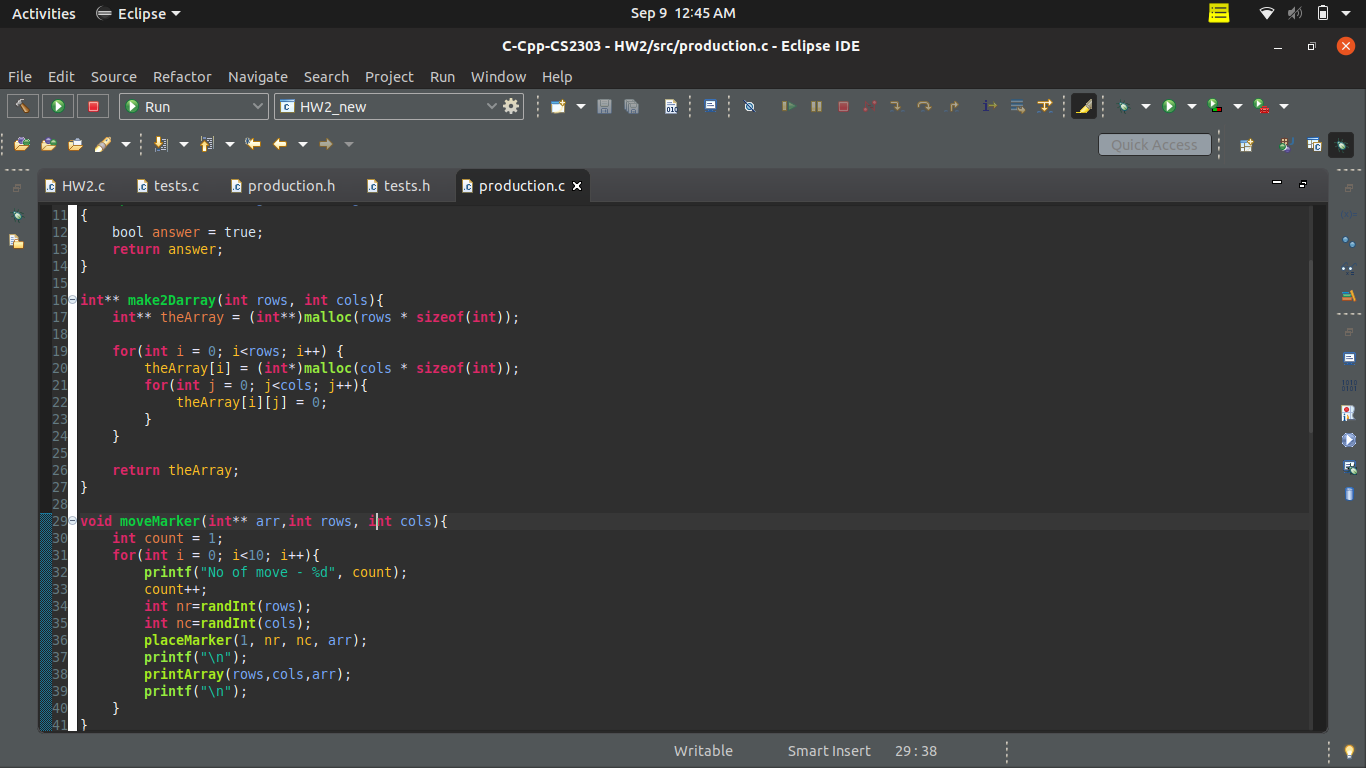 Activities Eclipse Sep 9 12:45 AM
C-Cpp-CS2303 - HW2/src/production.c - Eclipse IDE
File Edit Source Refactor Navigate Search Project Run Window Help
Run HW2_new
Quick Access
HW2.c tests.c production.h tests.h production.c
11 {
12     bool answer = true;
13     return answer;
14 }
15
16 int** make2Darray(int rows, int cols){
17     int** theArray = (int**)malloc(rows * sizeof(int));
18
19     for(int i = 0; i<rows; i++) {
20         theArray[i] = (int*)malloc(cols * sizeof(int));
21         for(int j = 0; j<cols; j++){
22             theArray[i][j] = 0;
23         }
24     }
25
26     return theArray;
27 }
28
29 void moveMarker(int** arr,int rows, int cols){
30     int count = 1;
31     for(int i = 0; i<10; i++){
32         printf("No of move - %d", count);
33         count++;
34         int nr=randInt(rows);
35         int nc=randInt(cols);
36         placeMarker(1, nr, nc, arr);
37         printf("\n");
38         printArray(rows,cols,arr);
39         printf("\n");
40     }
41 }
Writable Smart Insert 29:38